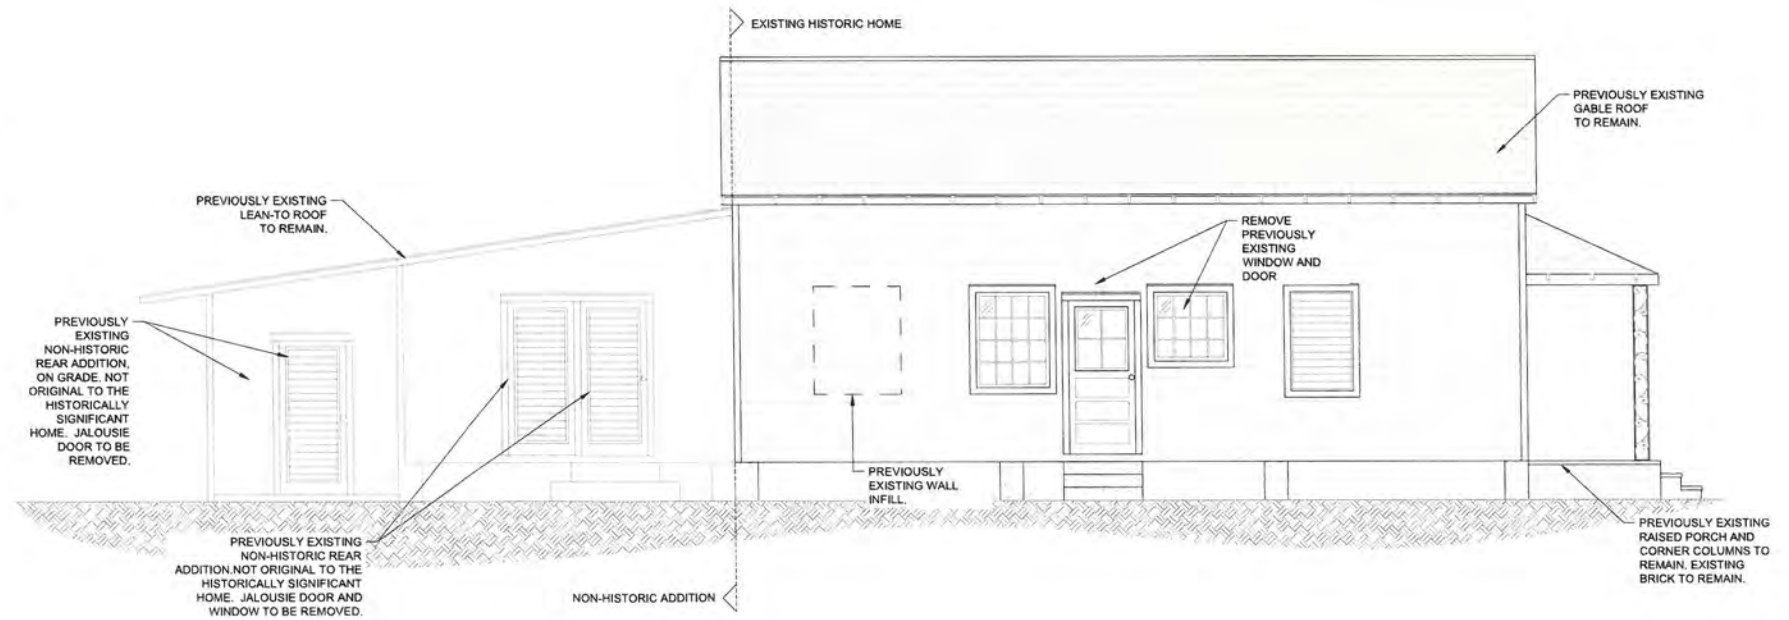 EXISTING HISTORIC HOME
PREVIOUSLY EXISTING
GABLE ROOF
TO REMAIN.
PREVIOUSLY EXISTING
LEAN-TO ROOF
TO REMAIN.
REMOVE
PREVIOUSLY
EXISTING
WINDOW AND
DOOR
PREVIOUSLY
EXISTING
NON-HISTORIC
REAR ADDITION,
ON GRADE. NOT
ORIGINAL TO THE
HISTORICALLY
SIGNIFICANT
HOME. JALOUSIE
DOOR TO BE
REMOVED.
PREVIOUSLY
EXISTING WALL
INFILL.
PREVIOUSLY EXISTING
NON-HISTORIC REAR
ADDITION.NOT ORIGINAL TO THE
HISTORICALLY SIGNIFICANT
HOME. JALOUSIE DOOR AND
WINDOW TO BE REMOVED.
PREVIOUSLY EXISTING
RAISED PORCH AND
CORNER COLUMNS TO
REMAIN. EXISTING
BRICK TO REMAIN.
NON-HISTORIC ADDITION